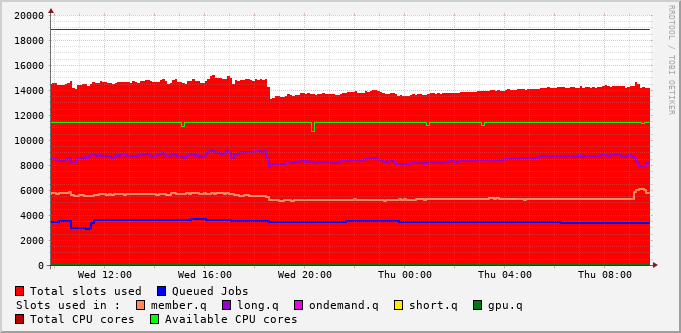 20000
18000
16000
14000
12000
10000
8000
6000
4000
2000
0
Wed 12:00 Wed 16:00 Wed 20:00 Thu 00:00 Thu 04:00 Thu 08:00
RRDTOOL / TOBI OETIKER
Total slots used Queued Jobs
Slots used in : member.q long.q ondemand.q short.q gpu.q
Total CPU cores Available CPU cores